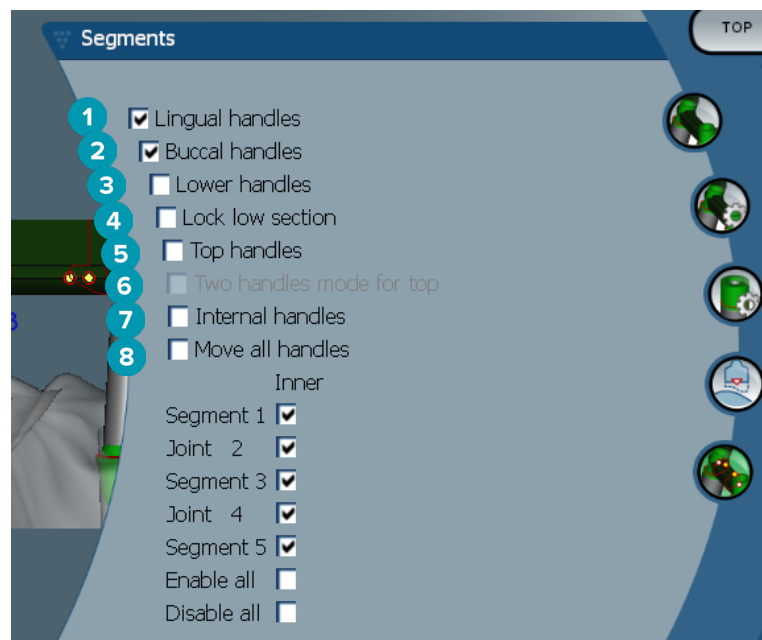 Segments
TOP
1 Lingual handles
2 Buccal handles
3 Lower handles
4 Lock low section
5 Top handles
6 Two handles mode for top
7 Internal handles
8 Move all handles
Inner
Segment 1
Joint 2
Segment 3
Joint 4
Segment 5
Enable all
Disable all